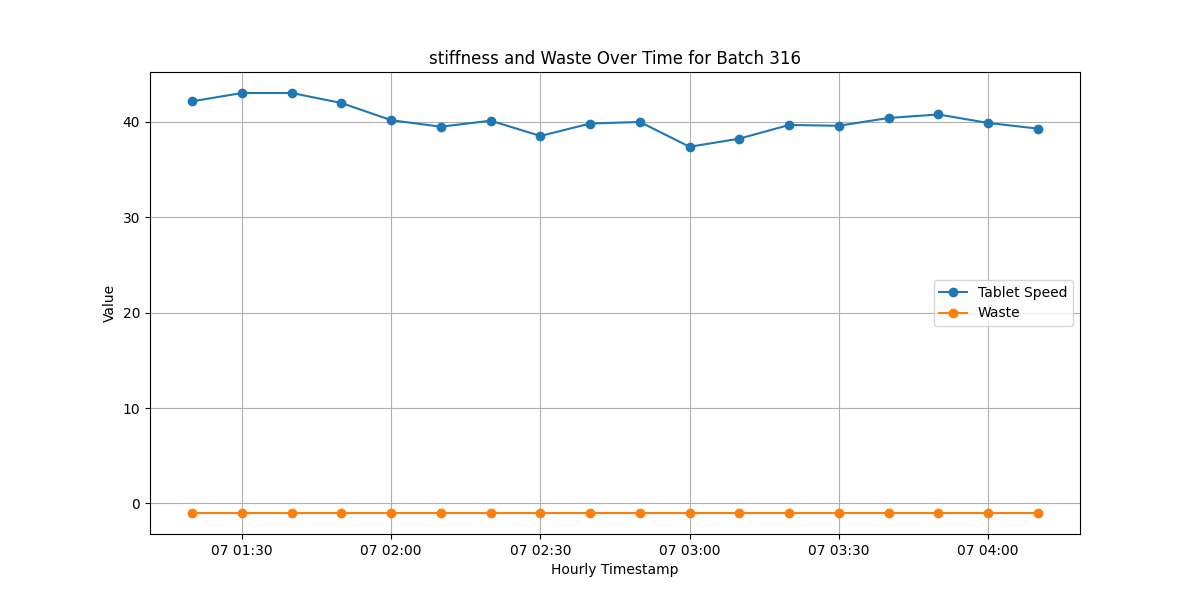 stiffness and Waste Over Time for Batch 316
Value
40
30
20
10
0
Tablet Speed
Waste
07 01:30 07 02:00 07 02:30 07 03:00 07 03:30 07 04:00
Hourly Timestamp